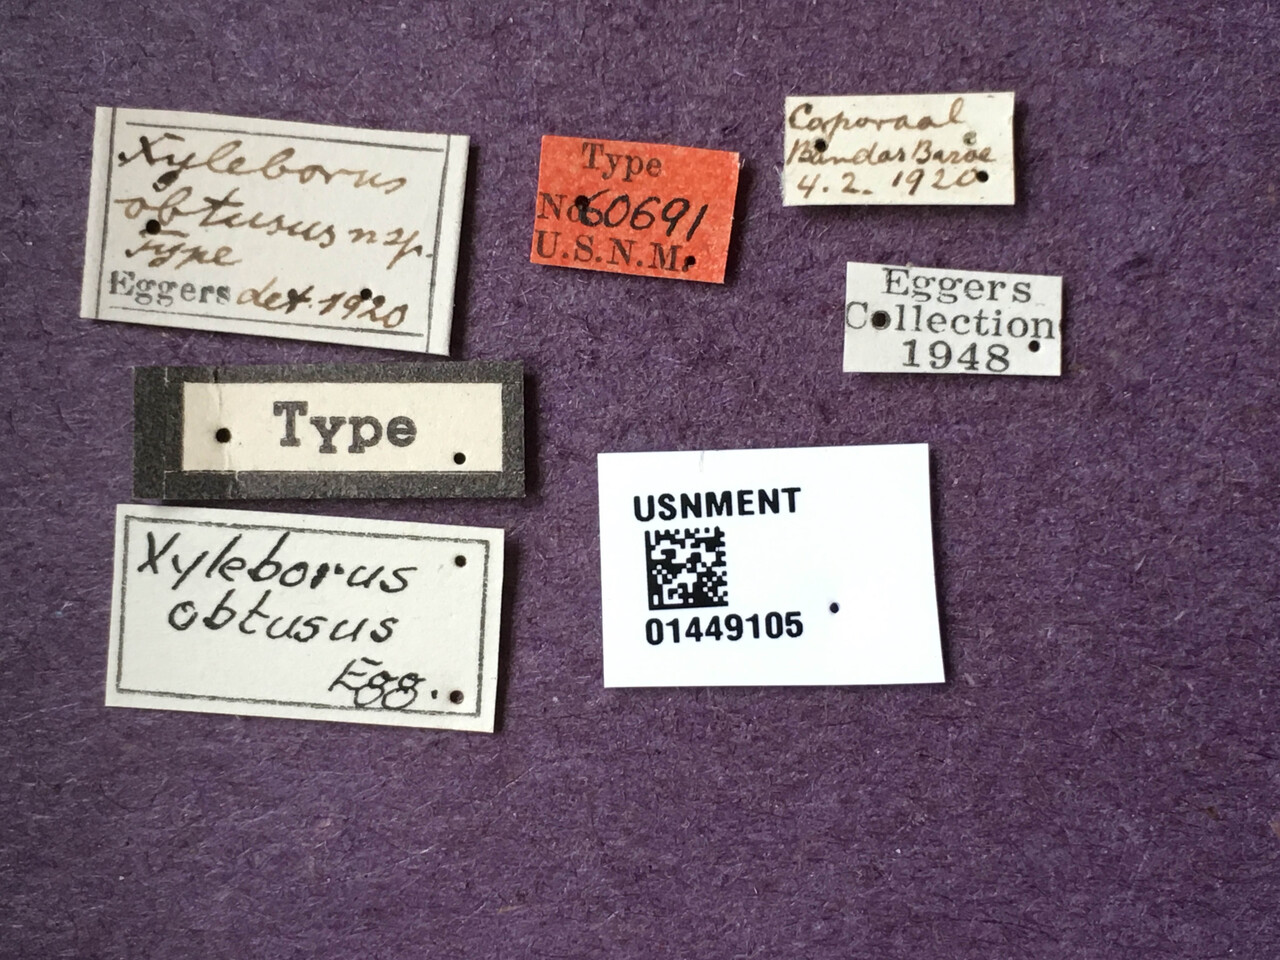 Xyleborus
obtusus n sp.
Type
Eggers det. 1920
Type
No 60691
U.S.N.M.
Corporaal
Bandar Baroe
4.2.1920
Eggers
Collection
1948
Type
Xyleborus
obtusus
Egg.
USNMENT
01449105